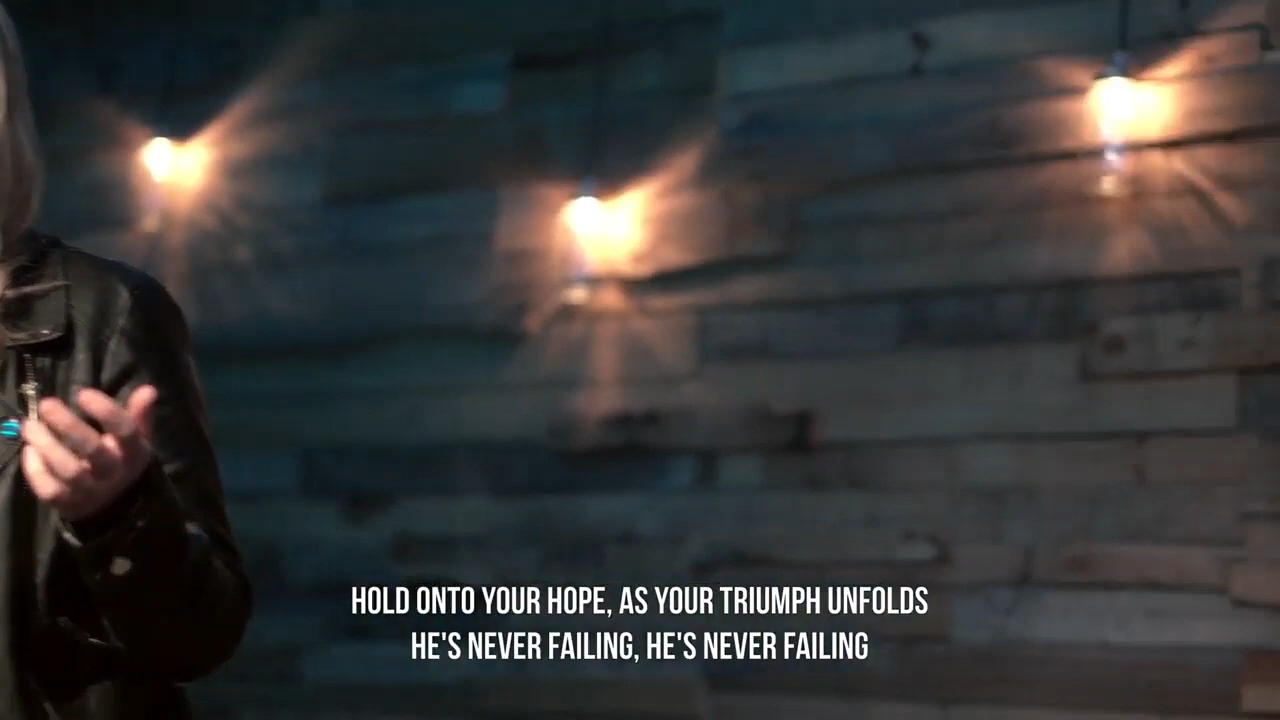 HOLD ONTO YOUR HOPE, AS YOUR TRIUMPH UNFOLDS
HE'S NEVER FAILING, HE'S NEVER FAILING